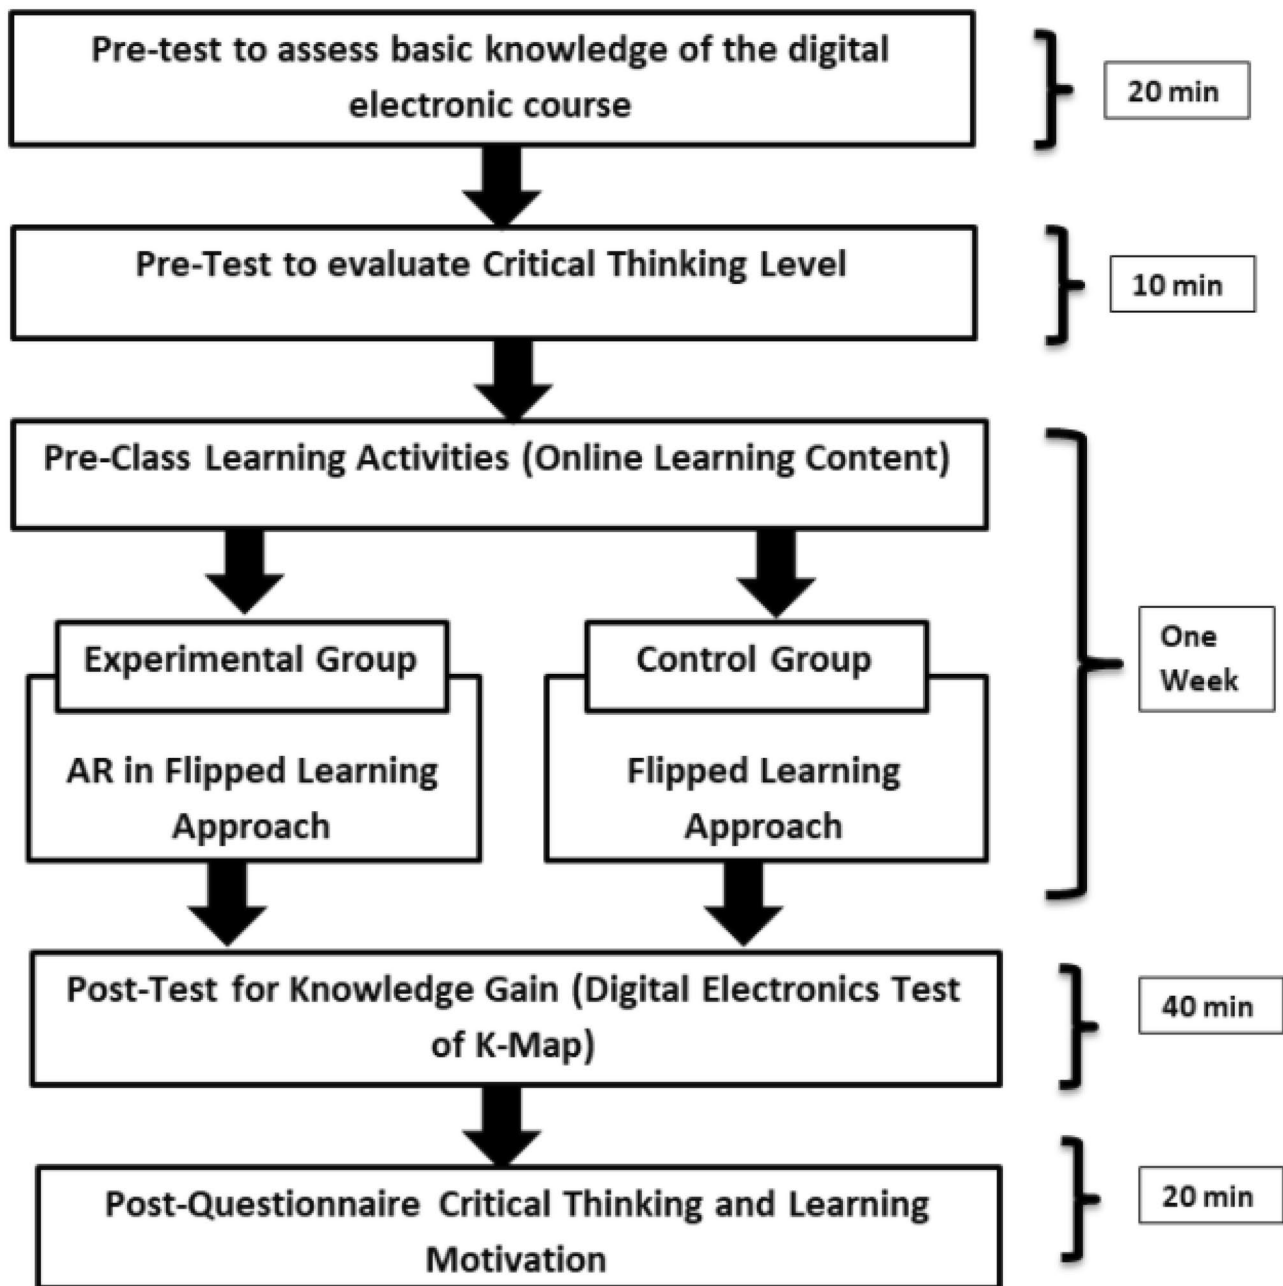 Pre-test to assess basic knowledge of the digital
electronic course
20 min
Pre-Test to evaluate Critical Thinking Level
10 min
Pre-Class Learning Activities (Online Learning Content)
Experimental Group
Control Group
One
Week
AR in Flipped Learning
Approach
Flipped Learning
Approach
Post-Test for Knowledge Gain (Digital Electronics Test
of K-Map)
40 min
Post-Questionnaire Critical Thinking and Learning
Motivation
20 min